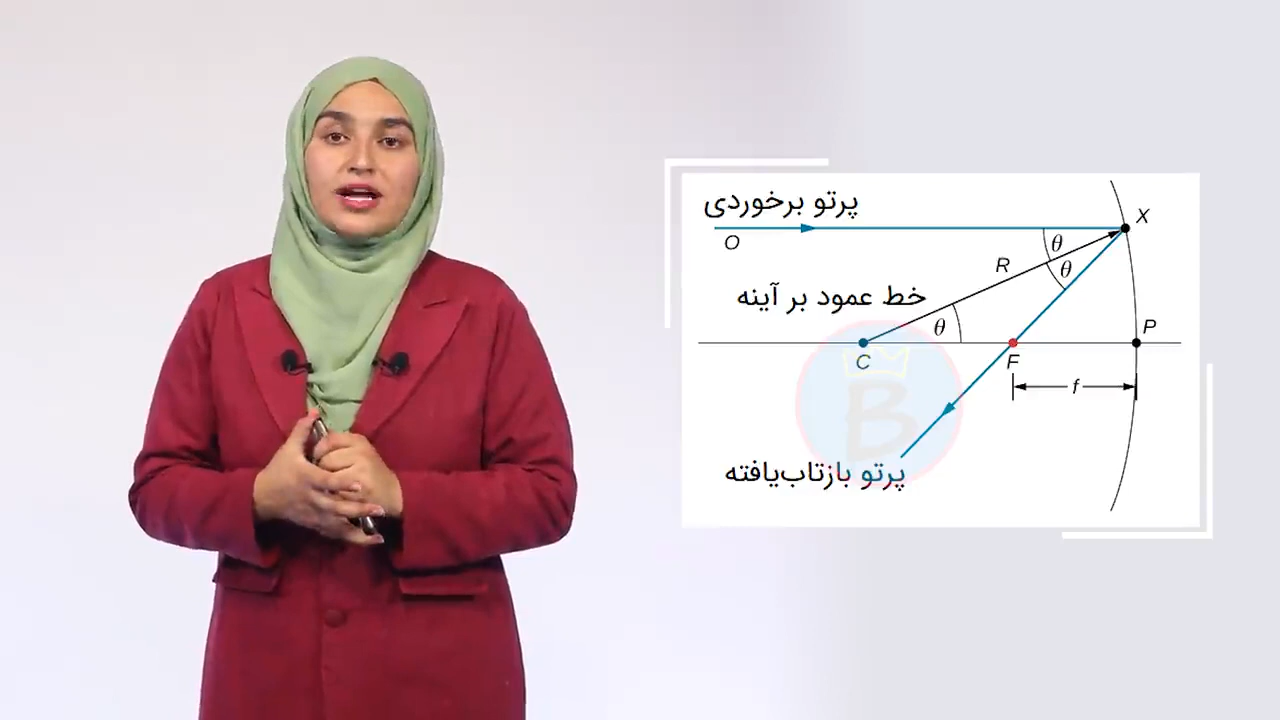 پرتو برخوردی
X
O
θ
R
θ
خط عمود بر آینه
θ
P
C
F
f
B
پرتو بازتاب‌یافته